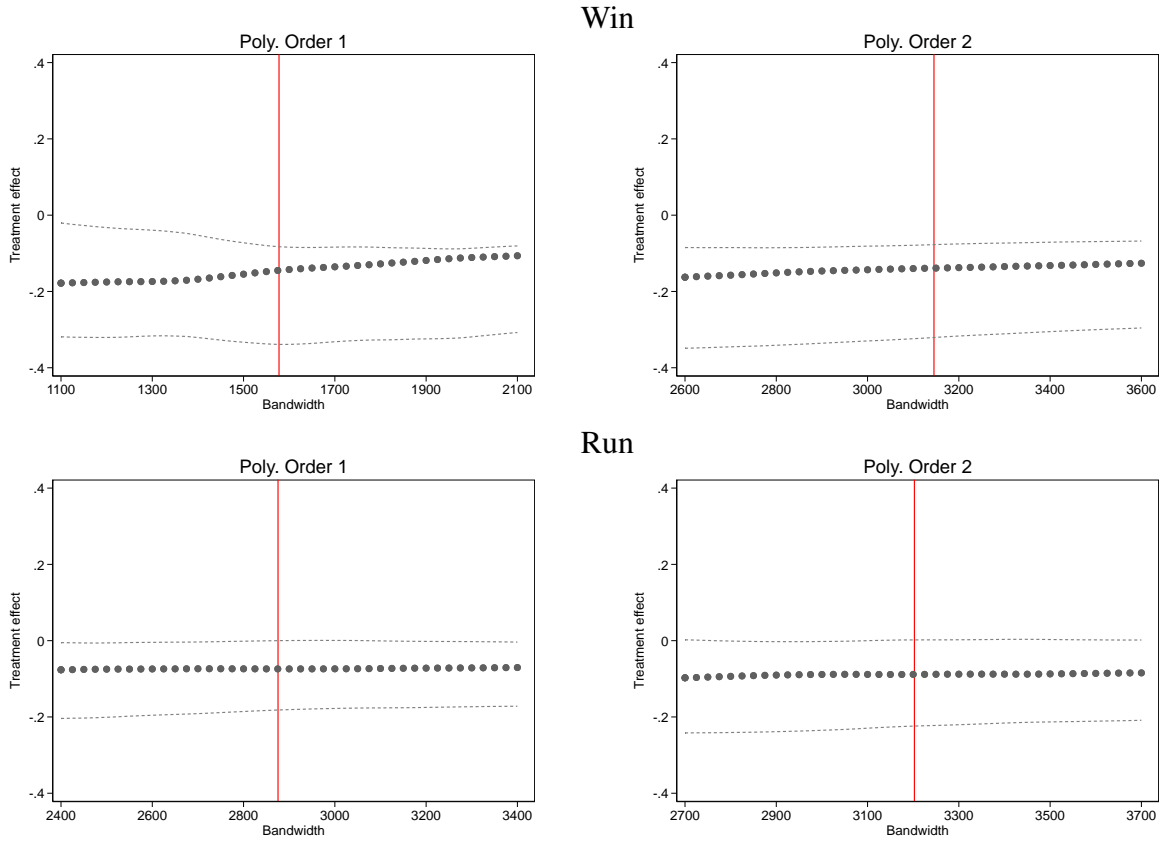 Win
Poly. Order 1
Treatment effect
.4
.2
0
-.2
-.4
1100 1300 1500 1700 1900 2100
Bandwidth
Poly. Order 2
Treatment effect
.4
.2
0
-.2
-.4
2600 2800 3000 3200 3400 3600
Bandwidth
Run
Poly. Order 1
Treatment effect
.4
.2
0
-.2
-.4
2400 2600 2800 3000 3200 3400
Bandwidth
Poly. Order 2
Treatment effect
.4
.2
0
-.2
-.4
2700 2900 3100 3300 3500 3700
Bandwidth